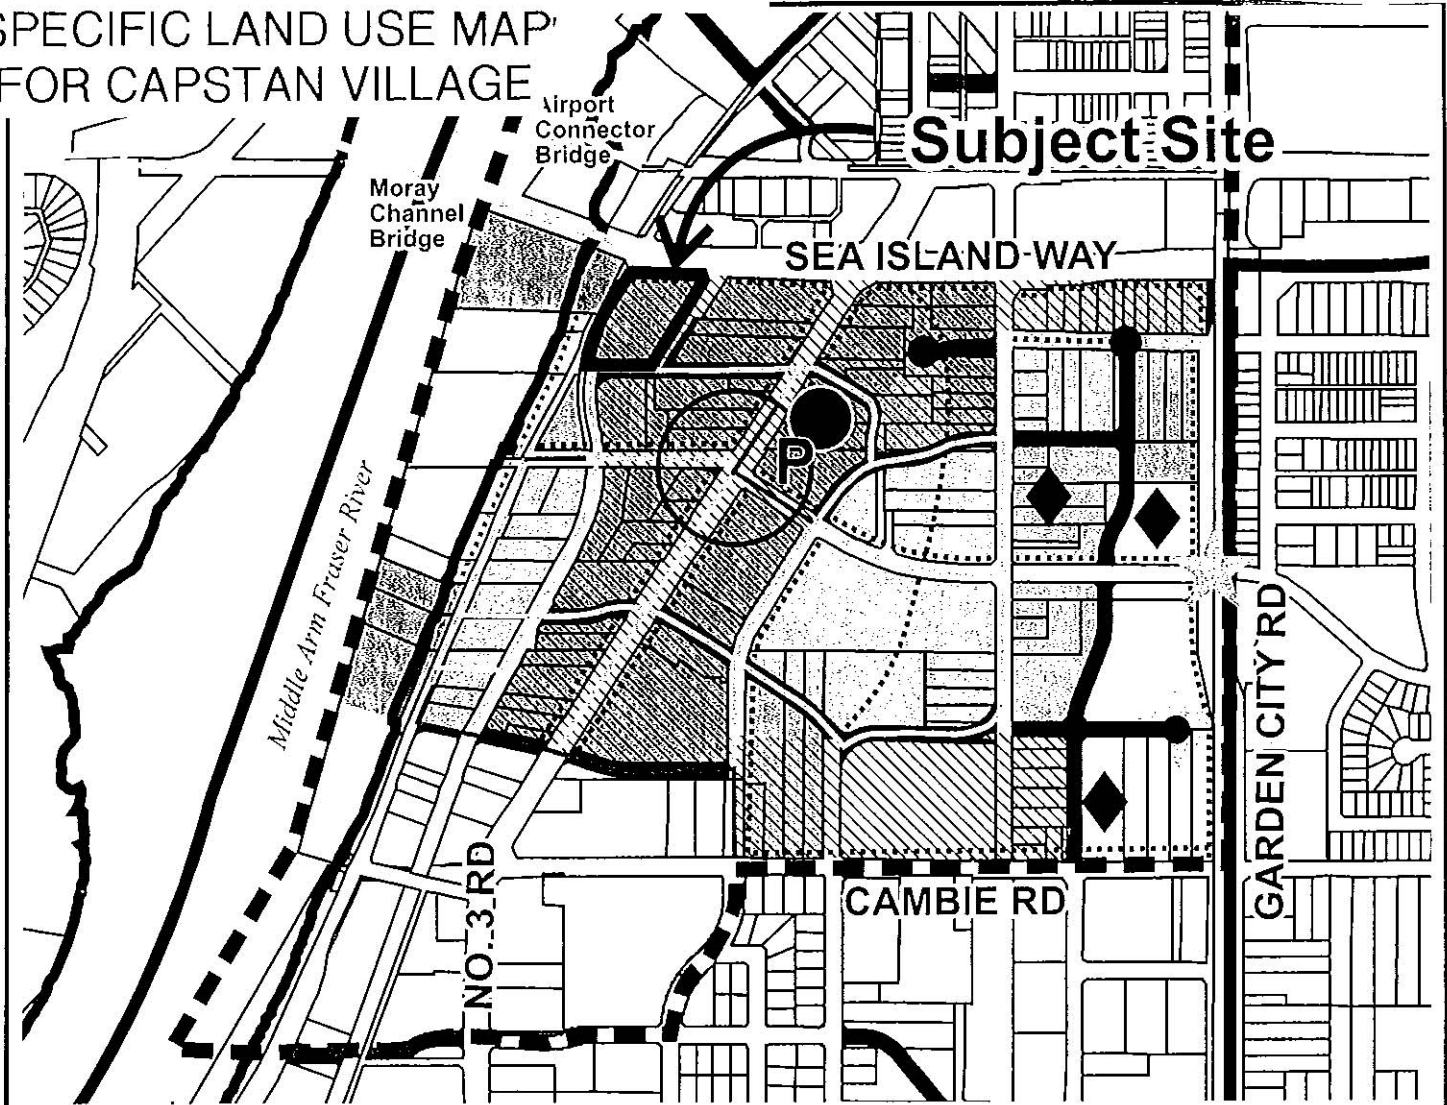 SPECIFIC LAND USE MAP
FOR CAPSTAN VILLAGE
Airport
Connector
Bridge
Subject Site
Moray
Channel
Bridge
SEA ISLAND WAY
P
Middle Arm Fraser River
GARDEN CITY RD
NO. 3 RD
CAMBIE RD